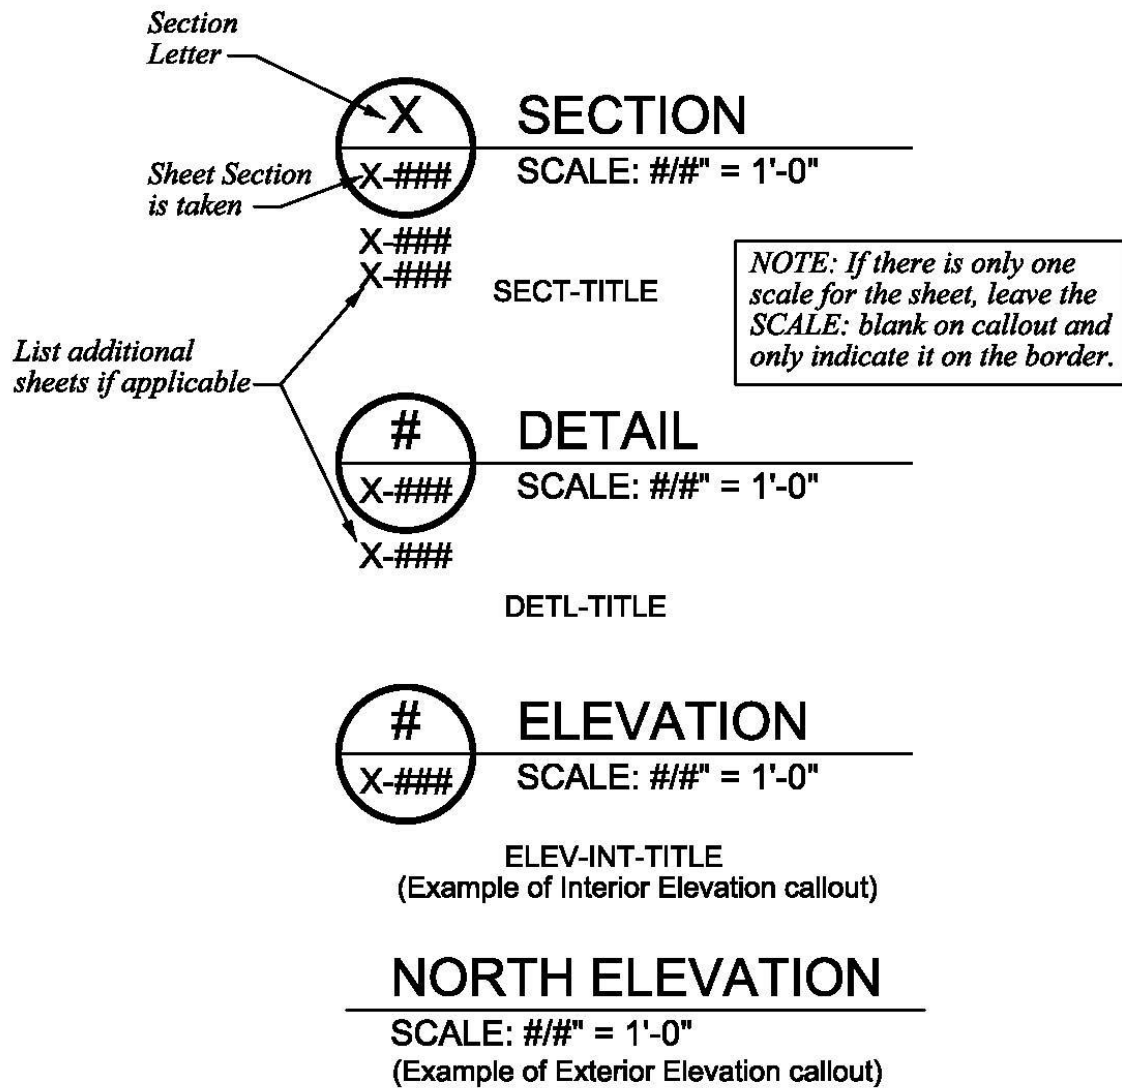 Section
Letter
X
SECTION
Sheet Section
is taken
X-###
SCALE: #/#" = 1'-0"
X-###
X-###
SECT-TITLE
NOTE: If there is only one
scale for the sheet, leave the
SCALE: blank on callout and
only indicate it on the border.
List additional
sheets if applicable
#
DETAIL
X-###
SCALE: #/#" = 1'-0"
X-###
DETL-TITLE
#
ELEVATION
X-###
SCALE: #/#" = 1'-0"
ELEV-INT-TITLE
(Example of Interior Elevation callout)
NORTH ELEVATION
SCALE: #/#" = 1'-0"
(Example of Exterior Elevation callout)